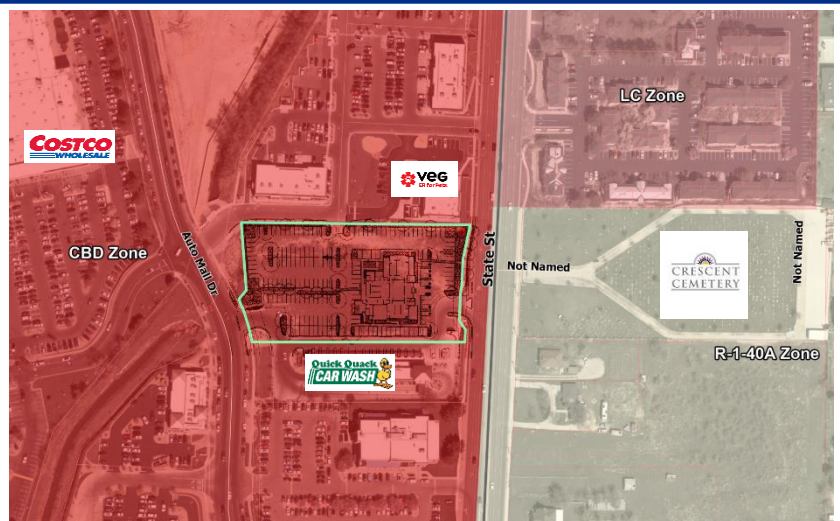 LC Zone
COSTCO
WHOLESALE
veg
ER for Pets
CBD Zone
Auto Mall Dr
State St
Not Named
CRESCENT
CEMETERY
Not Named
R-1-40A Zone
Quick Quack
CAR WASH